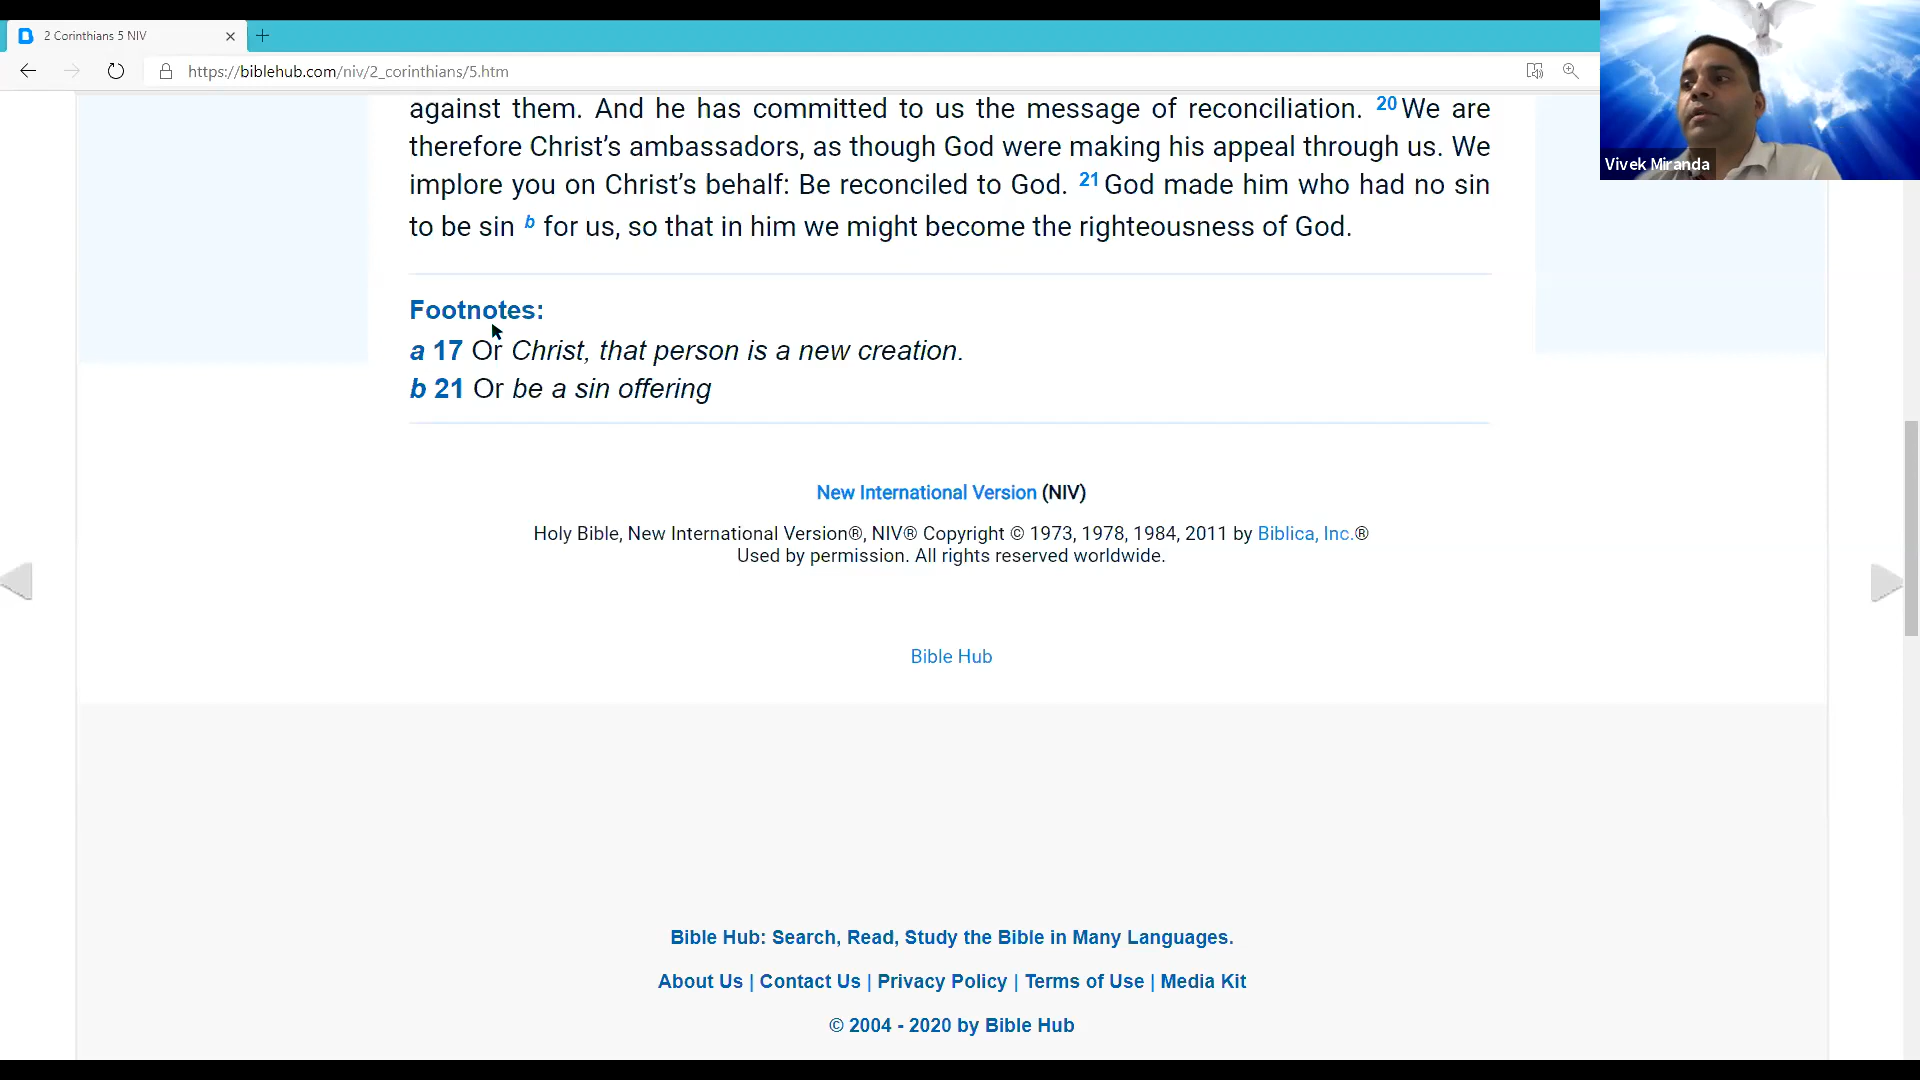 2 Corinthians 5 NIV
https://biblehub.com/niv/2_corinthians/5.htm
Vivek Miranda
against them. And he has committed to us the message of reconciliation. 20 We are
therefore Christ’s ambassadors, as though God were making his appeal through us. We
implore you on Christ’s behalf: Be reconciled to God. 21 God made him who had no sin
to be sin b for us, so that in him we might become the righteousness of God.
Footnotes:
a 17 Or Christ, that person is a new creation.
b 21 Or be a sin offering
New International Version (NIV)
Holy Bible, New International Version®, NIV® Copyright © 1973, 1978, 1984, 2011 by Biblica, Inc.®
Used by permission. All rights reserved worldwide.
Bible Hub
Bible Hub: Search, Read, Study the Bible in Many Languages.
About Us | Contact Us | Privacy Policy | Terms of Use | Media Kit
© 2004 - 2020 by Bible Hub